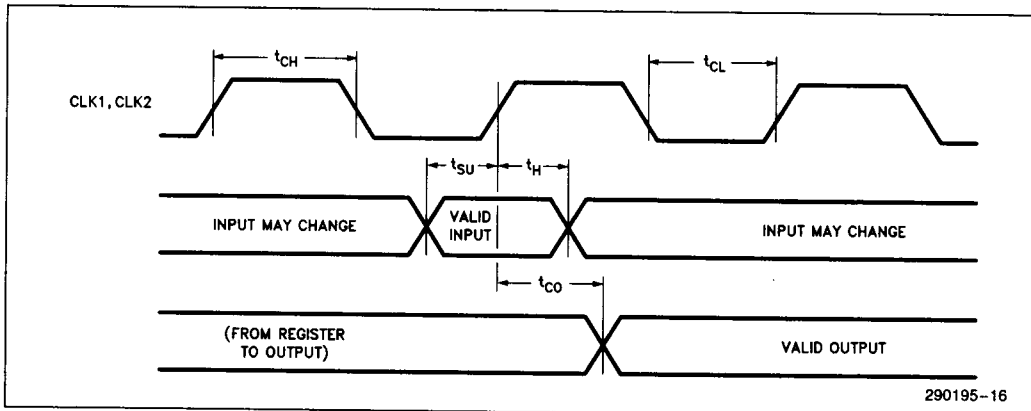 tCH
tCL
CLK1, CLK2
tSU
tH
INPUT MAY CHANGE
VALID
INPUT
INPUT MAY CHANGE
tCO
(FROM REGISTER
TO OUTPUT)
VALID OUTPUT
290195-16